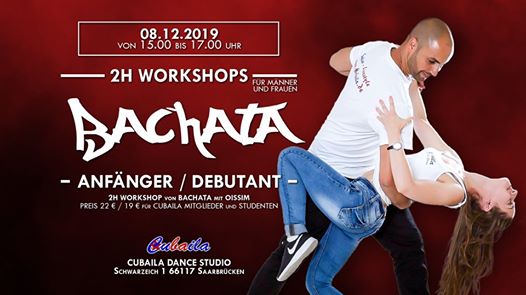 08.12.2019
VON 15.00 BIS 17.00 UHR
2H WORKSHOPS FÜR MÄNNER UND FRAUEN
BACHATA
- ANFÄNGER / DEBUTANT -
2H WORKSHOP VON BACHATA MIT OISSIM
PREIS 22 € / 19 € FÜR CUBAILA MITGLIEDER UND STUDENTEN
Cubaila
CUBAILA DANCE STUDIO
SCHWARZEICH 1 66117 SAARBRÜCKEN